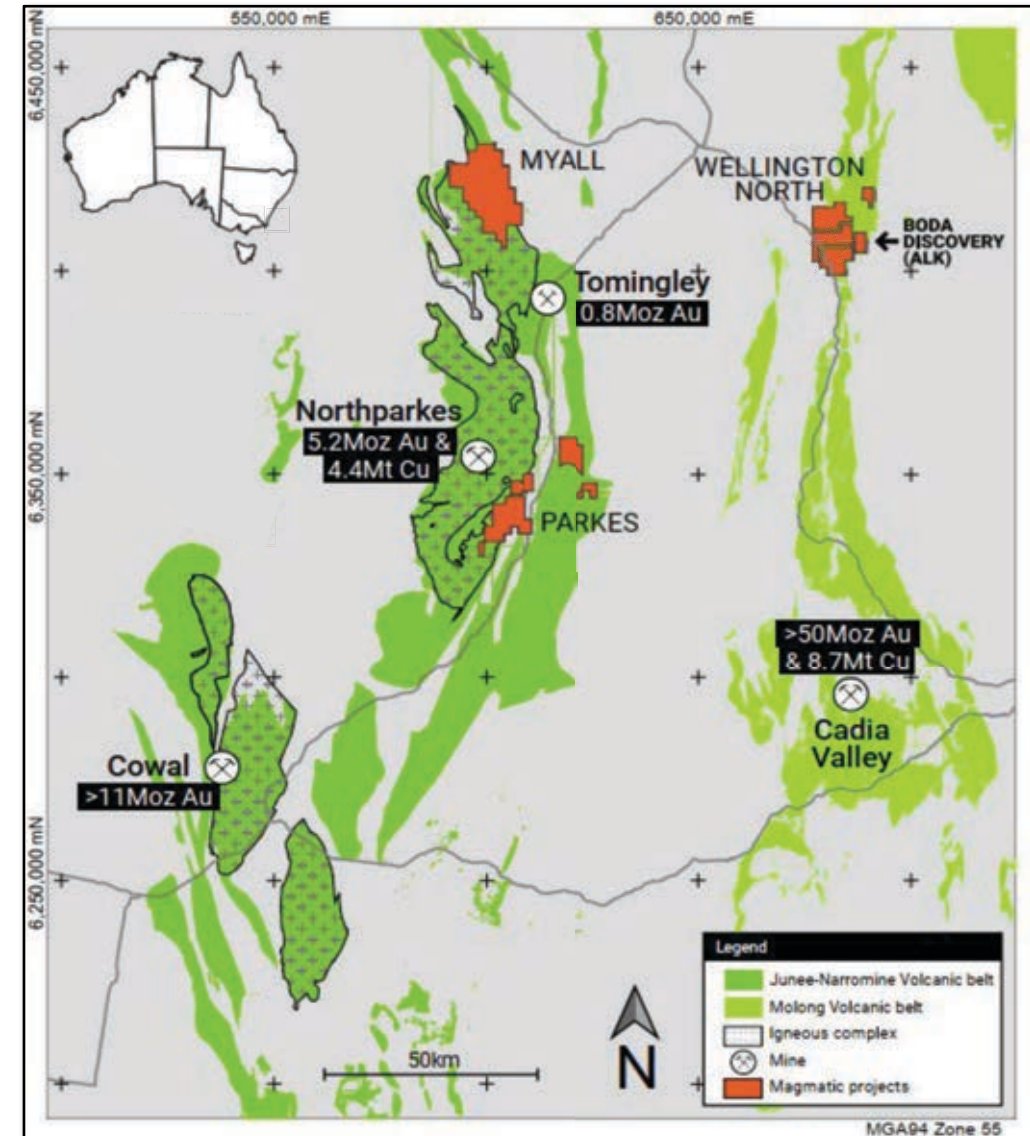 550,000 mE
650,000 mE
6,450,000 mN
MYALL
WELLINGTON
NORTH
BODA
DISCOVERY
(ALK)
Tomingley
0.8Moz Au
Northparkes
5.2Moz Au &
4.4Mt Cu
6,350,000 mN
PARKES
>50Moz Au
& 8.7Mt Cu
Cadia
Valley
Cowal
>11Moz Au
6,250,000 mN
Legend
Junee-Narromine Volcanic belt
Molong Volcanic belt
Igneous complex
Mine
Magmatic projects
50km
N
MGA94 Zone 55